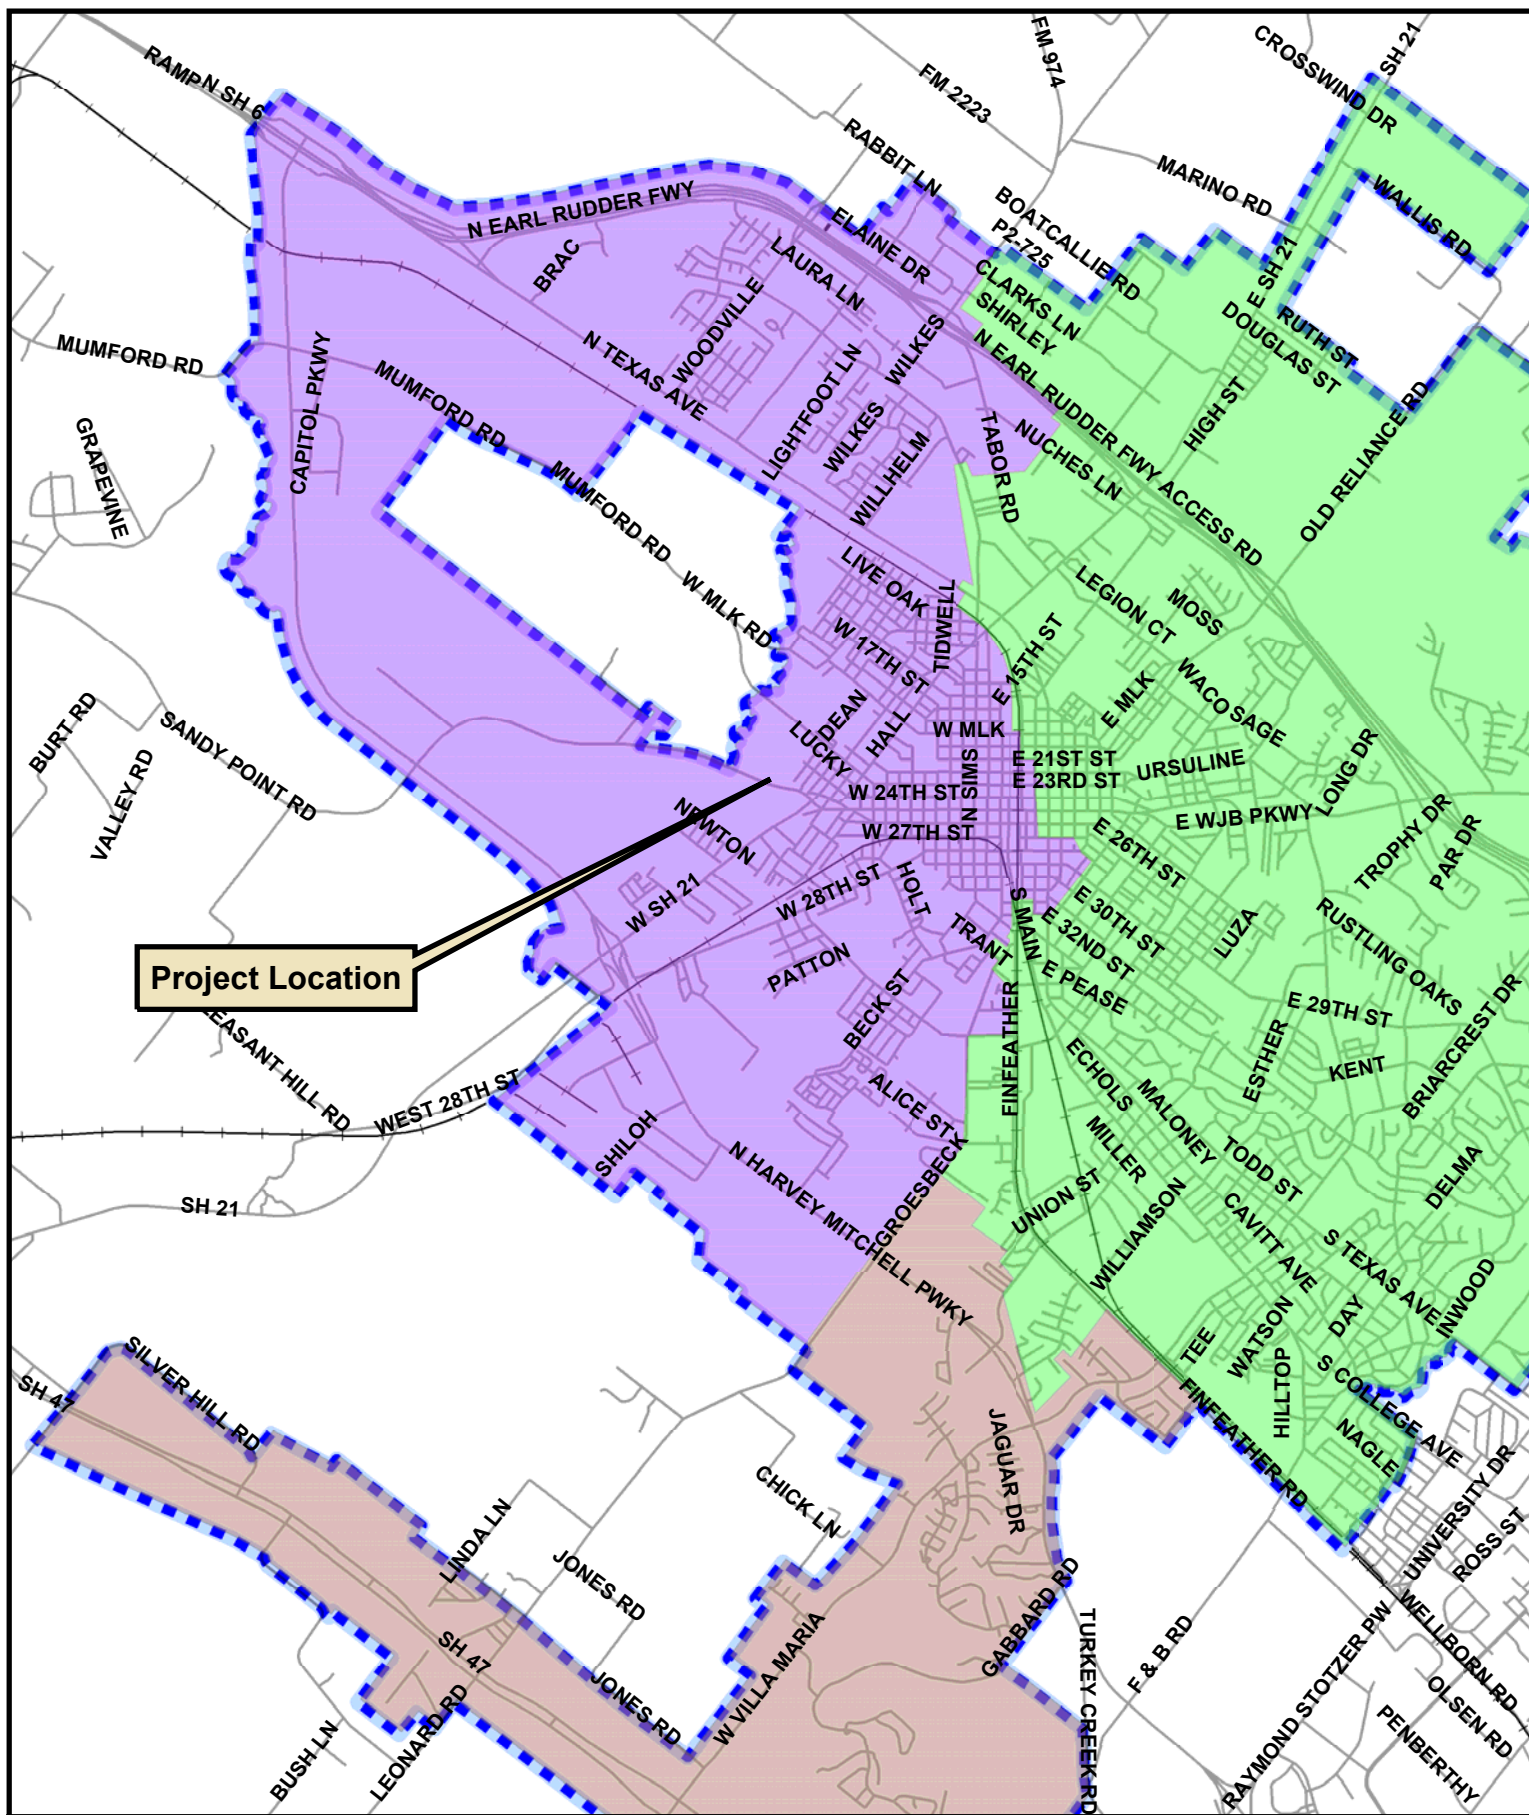 RAMP
N SH 6
FM 2223
FM 974
CROSSWIND DR
SH 21
RABBIT LN
MARINO RD
WALLIS RD
BOATCALLIE RD
P2-725
N EARL RUDDER FWY
ELAINE DR
BRAC
LAURA LN
CLARKS LN
SHIRLEY
E SH 21
RUTH ST
DOUGLAS ST
WOODVILLE
WILKES
N EARL RUDDER FWY ACCESS RD
MUMFORD RD
CAPITOL PKWY
MUMFORD RD
N TEXAS AVE
LIGHTFOOT LN
WILKES
HIGH ST
OLD RELIANCE RD
GRAPEVINE
MUMFORD RD
WILLHELM
TABOR RD
NUCHES LN
LIVE OAK
W MLK RD
TIDWELL
LEGION CT
MOSS
W 17TH ST
E 15TH ST
E MLK
WACO
SAGE
BURT RD
SANDY POINT RD
VALLEY RD
DEAN
HALL
LUCKY
W MLK
N SIMS
E 21ST ST
E 23RD ST
URSULINE
LONG DR
W 24TH ST
NEWTON
W 27TH ST
E WJB PKWY
E 26TH ST
TROPHY DR
PAR DR
W SH 21
W 28TH ST
HOLT
S MAIN
E 30TH ST
E 32ND ST
LUZA
RUSTLING OAKS
TRANT
PATTON
E PEASE
Project Location
BECK ST
FINFEATHER
E 29TH ST
BRIARCREST DR
LEASANT HILL RD
WEST 28TH ST
ECHOLS
ESTHER
KENT
MALONEY
ALICE ST
SHILOH
MILLER
TODD ST
DELMA
N HARVEY MITCHELL PWKY
GROESBECK
UNION ST
SH 21
WILLIAMSON
CAVITT AVE
S TEXAS AVE
INWOOD
DAY
WATSON
TEE
HILLTOP
S COLLEGE AVE
SILVER HILL RD
SH 47
FINFEATHER RD
NAGLE
JAGUAR DR
UNIVERSITY DR
ROSS ST
CHICK LN
LINDA LN
JONES RD
GABBARD RD
WELLBORN RD
SH 47
JONES RD
W VILLA MARIA
TURKEY CREEK RD
F & B RD
RAYMOND STOTZER PW
OLSEN RD
PENBERTHY
BUSH LN
LEONARD RD